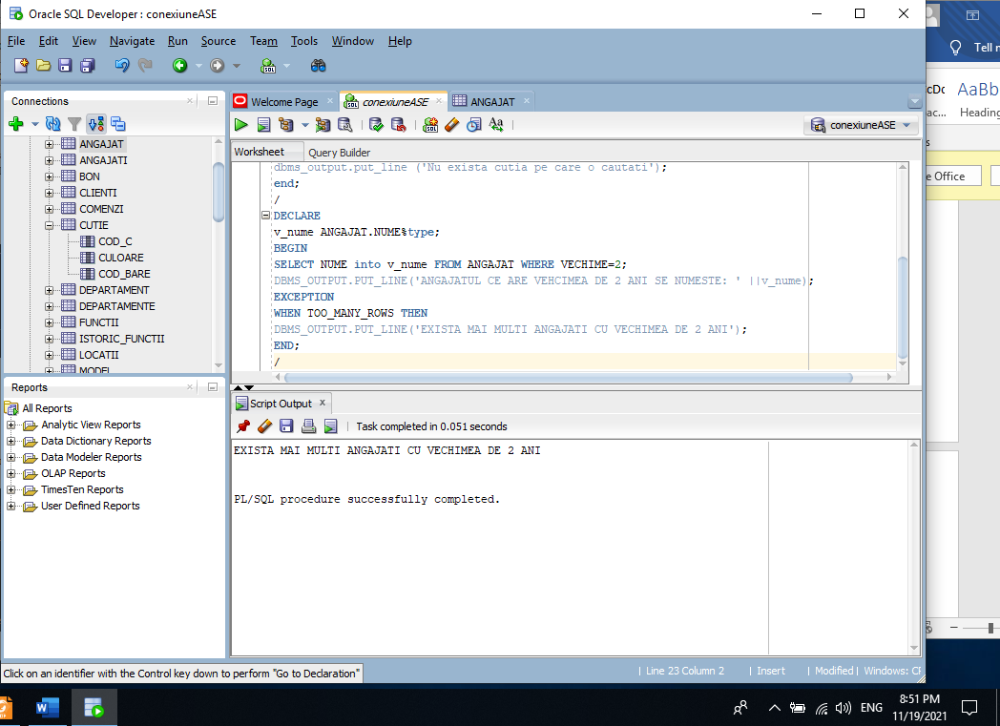 Oracle SQL Developer : conexiuneASE
File Edit View Navigate Run Source Team Tools Window Help
Tell
Connections
Welcome Page
conexiuneASE
ANGAJAT
AaBb
Heading
conexiuneASE
Worksheet
Query Builder
ANGAJAT
ANGAJATI
BON
CLIENTI
COMENZI
CUTIE
COD_C
CULOARE
COD_BARE
DEPARTAMENT
DEPARTAMENTE
FUNCTII
ISTORIC_FUNCTII
LOCATII
MODEL
dbms_output.put_line ('Nu exista cutia pe care o cautati');
end;
/
DECLARE
v_nume ANGAJAT.NUME%type;
BEGIN
SELECT NUME into v_nume FROM ANGAJAT WHERE VECHIME=2;
DBMS_OUTPUT.PUT_LINE('ANGAJATUL CE ARE VEHCIMEA DE 2 ANI SE NUMESTE: ' ||v_nume);
EXCEPTION
WHEN TOO_MANY_ROWS THEN
DBMS_OUTPUT.PUT_LINE('EXISTA MAI MULTI ANGAJATI CU VECHIMEA DE 2 ANI');
END;
/
e Office
Reports
All Reports
Analytic View Reports
Data Dictionary Reports
Data Modeler Reports
OLAP Reports
TimesTen Reports
User Defined Reports
Script Output
Task completed in 0.051 seconds
EXISTA MAI MULTI ANGAJATI CU VECHIMEA DE 2 ANI
PL/SQL procedure successfully completed.
Click on an identifier with the Control key down to perform "Go to Declaration"
| Line 23 Column 2 | Insert | Modified | Windows: CF
ENG
8:51 PM
11/19/2021